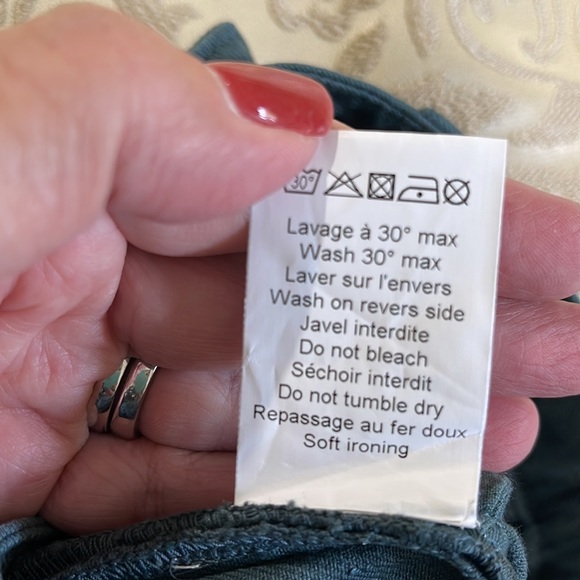 30°
Lavage à 30° max
Wash 30° max
Laver sur l'envers
Wash on revers side
Javel interdite
Do not bleach
Séchoir interdit
Do not tumble dry
Repassage au fer doux
Soft ironing